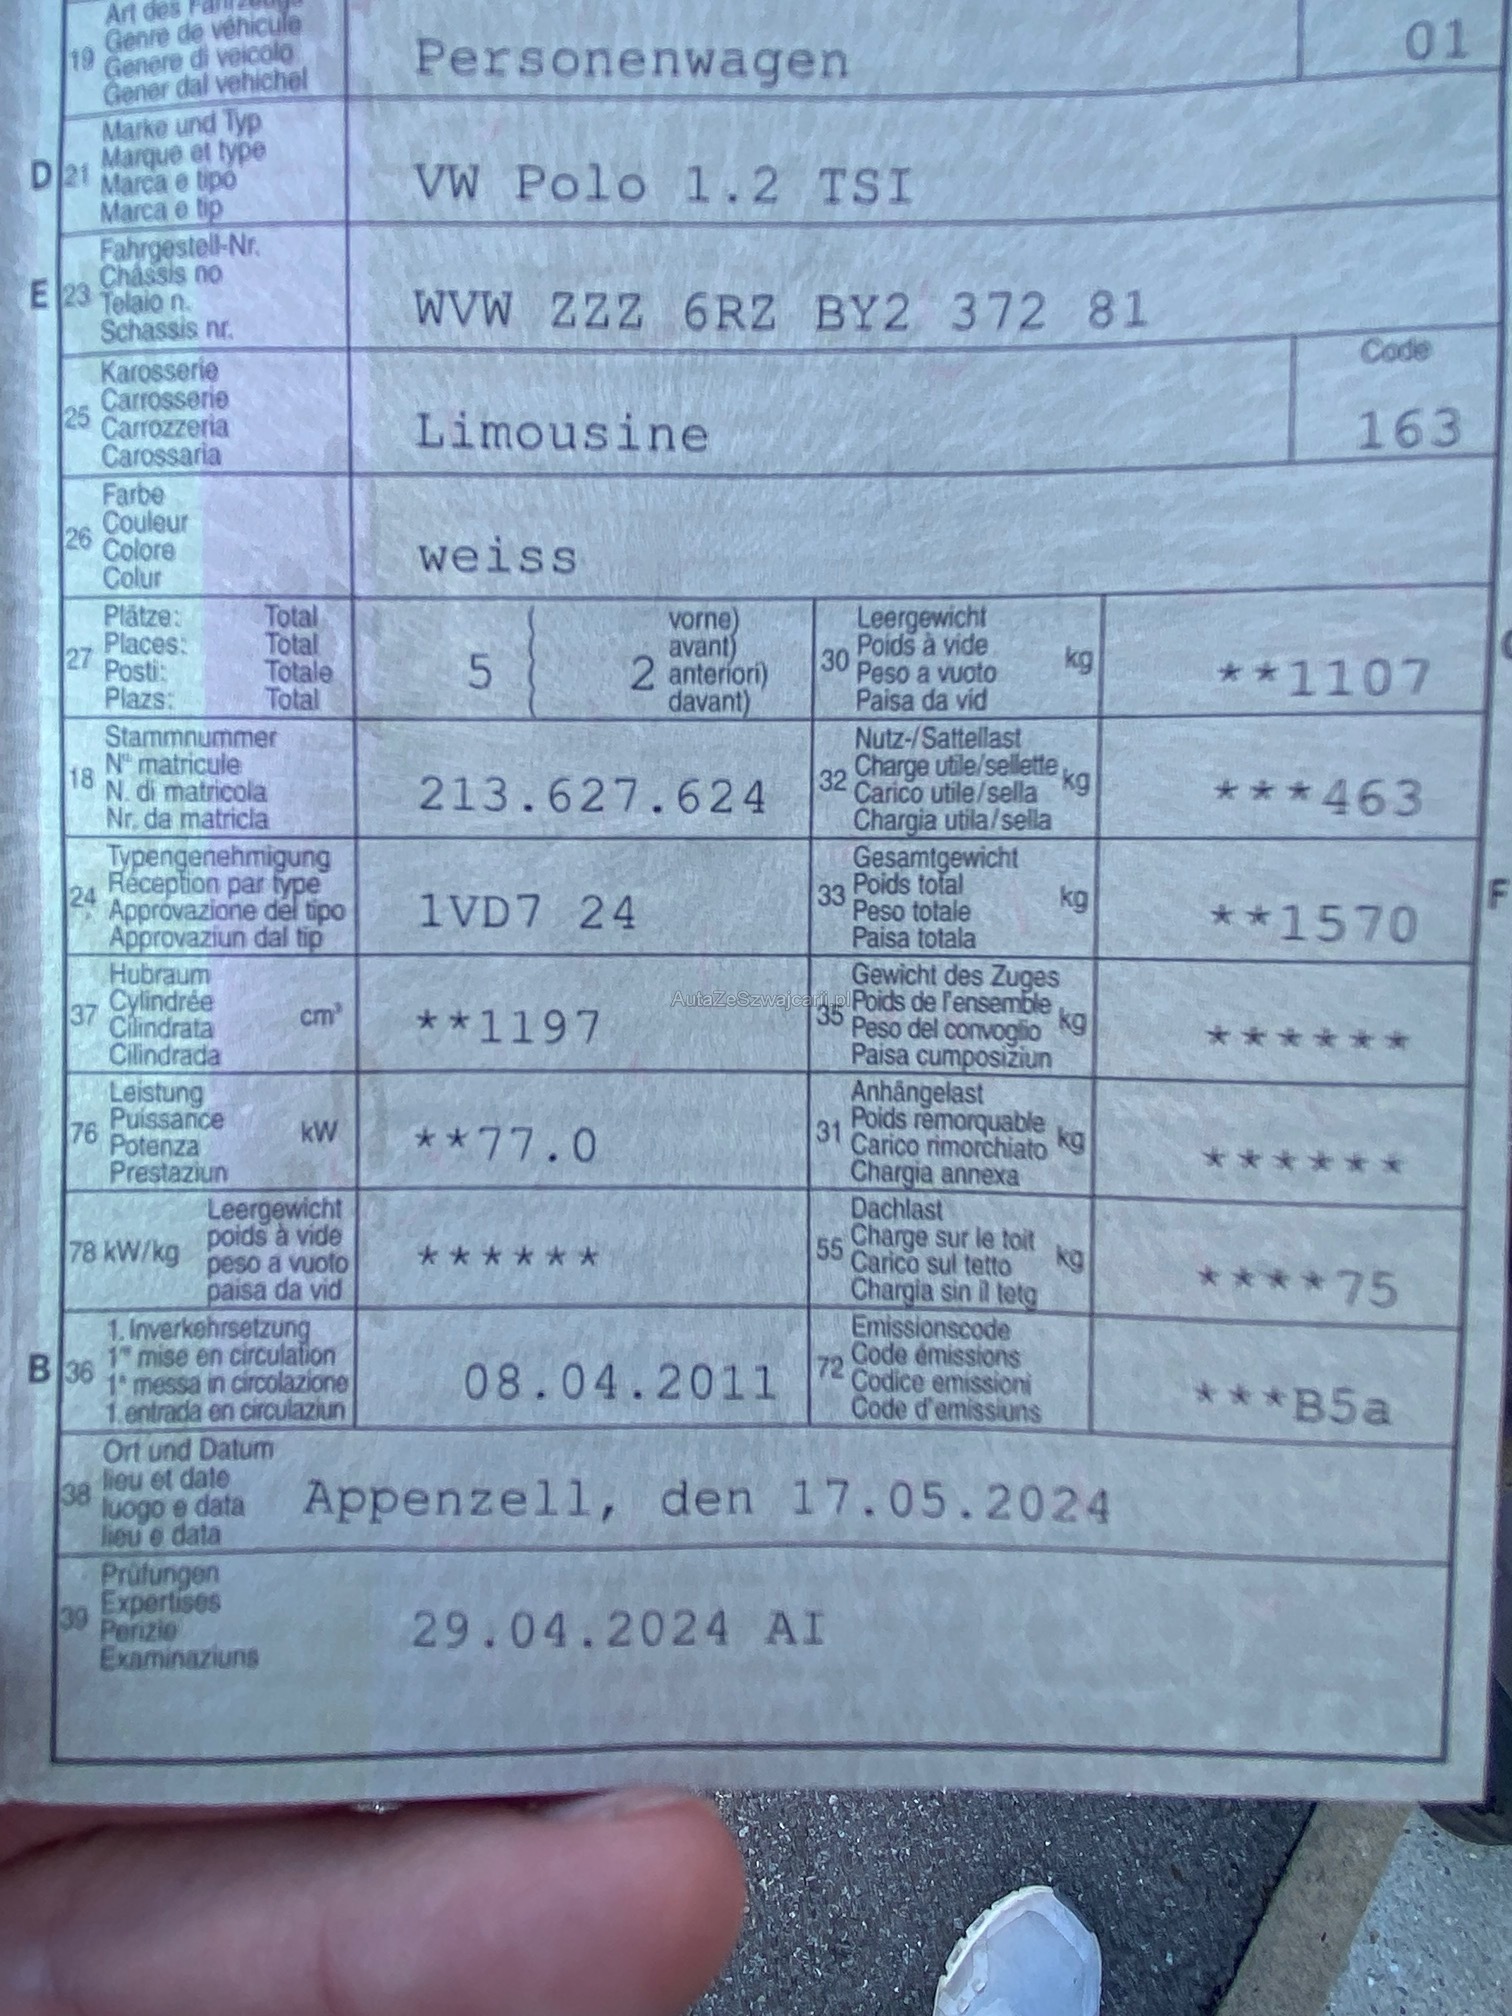 Art des Fahrzeugs
Genre de véhicule
19 Genere di veicolo
Gener dal vehichel
Personenwagen
01
Marke und Typ
Marque et type
D 21 Marca e tipo
Marca e tip
VW Polo 1.2 TSI
Fahrgestell-Nr.
Châssis no
E 23 Telaio n.
Schassis nr.
WVW ZZZ 6RZ BY2 372 81
Karosserie
Carrosserie
25 Carrozzeria
Carossaria
Limousine
Code
163
Farbe
Couleur
26 Colore
Colur
weiss
Plätze: Total
Places: Total
27 Posti: Totale
Plazs: Total
5 { 2
vorne)
avant)
anteriori)
davant)
Leergewicht
Poids à vide
30 Peso a vuoto kg
Paisa da vid
**1107
Stammnummer
N° matricule
18 N. di matricola
Nr. da matricla
213.627.624
Nutz-/Sattellast
32 Charge utile/sellette kg
Carico utile/sella
Chargia utila/sella
***463
Typengenehmigung
Réception par type
24 Approvazione del tipo
Approvaziun dal tip
1VD7 24
Gesamtgewicht
33 Poids total kg
Peso totale
Paisa totala
**1570
F
Hubraum
37 Cylindrée cm³
Cilindrata
Cilindrada
**1197
Gewicht des Zuges
35 Poids de l'ensemble kg
Peso del convoglio
Paisa cumposiziun
******
AutaZeSzwajcarii.pl
Leistung
Puissance
76 Potenza kW
Prestaziun
**77.0
Anhängelast
31 Poids remorquable kg
Carico rimorchiato
Chargia annexa
******
Leergewicht
poids à vide
78 kW/kg peso a vuoto
paisa da vid
******
Dachlast
55 Charge sur le toit kg
Carico sul tetto
Chargia sin il tetg
****75
1. Inverkehrsetzung
1re mise en circulation
B 36 1a messa in circolazione
1. entrada en circulaziun
08.04.2011
Emissionscode
72 Code émissions
Codice emissioni
Code d'emissiuns
***B5a
Ort und Datum
lieu et date
38 luogo e data
lieu e data
Appenzell, den 17.05.2024
Prüfungen
Expertises
39 Perizie
Examinaziuns
29.04.2024 AI